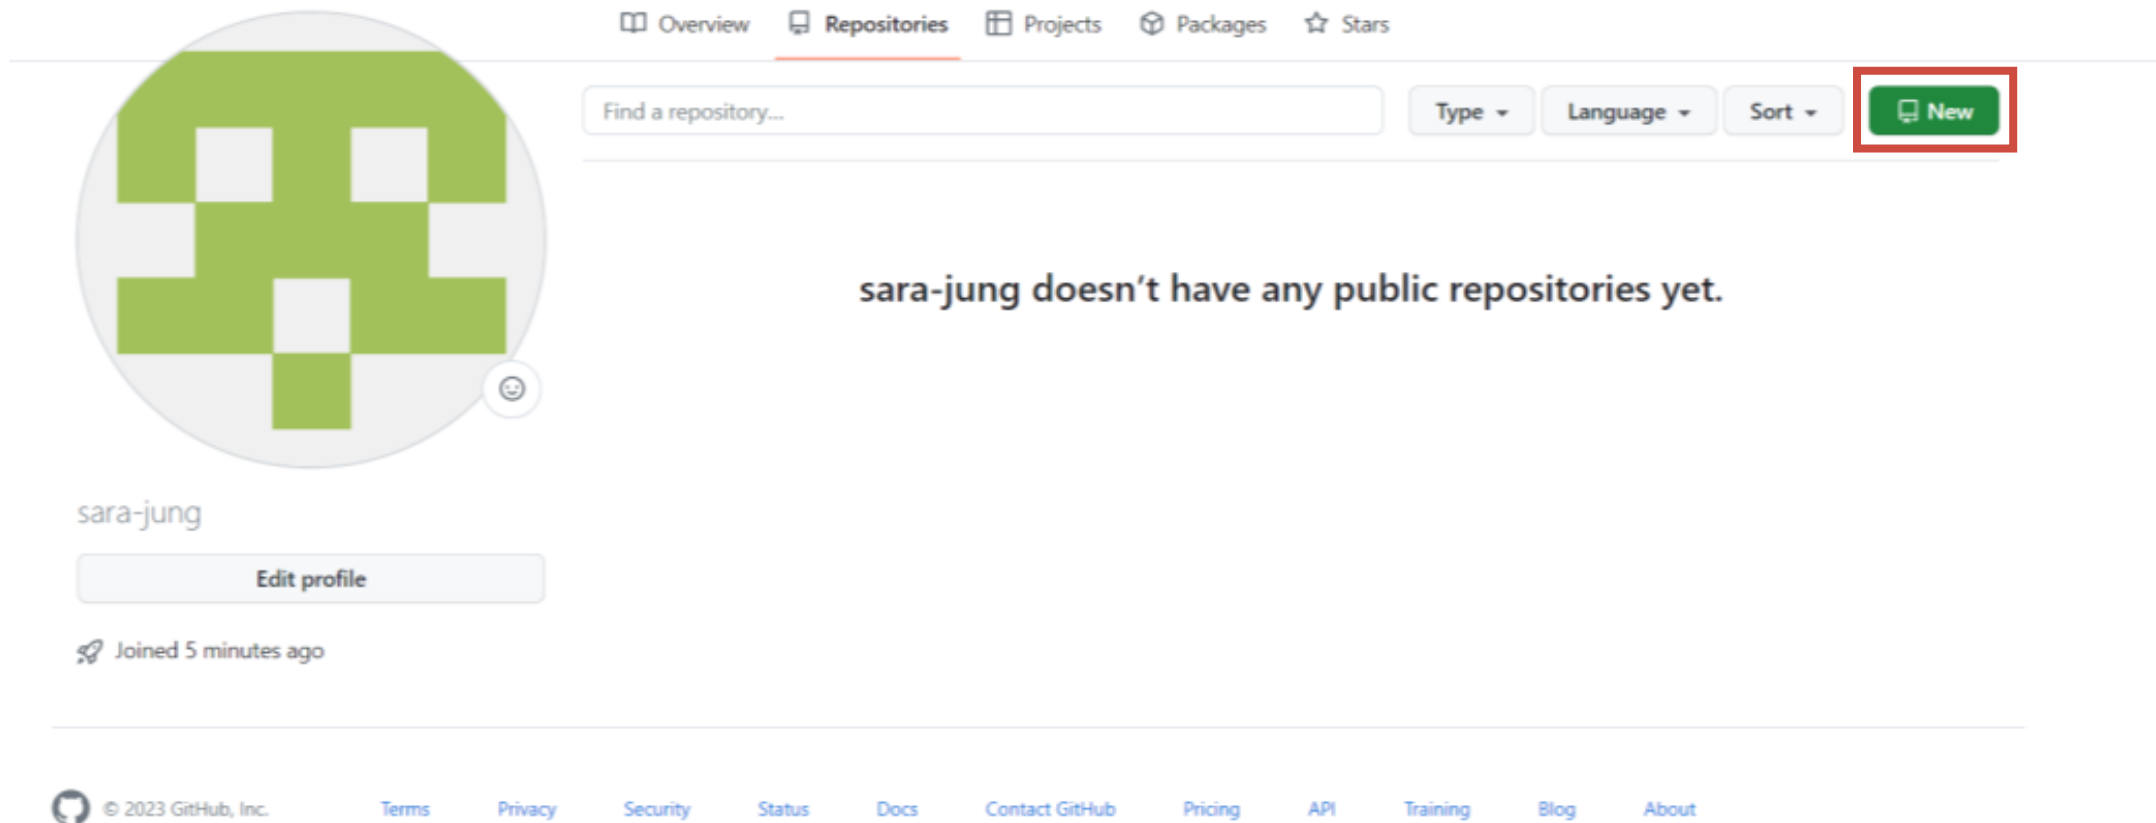 Overview Repositories Projects Packages Stars
Find a repository... Type Language Sort New
sara-jung doesn't have any public repositories yet.
sara-jung
Edit profile
Joined 5 minutes ago
© 2023 GitHub, Inc. Terms Privacy Security Status Docs Contact GitHub Pricing API Training Blog About